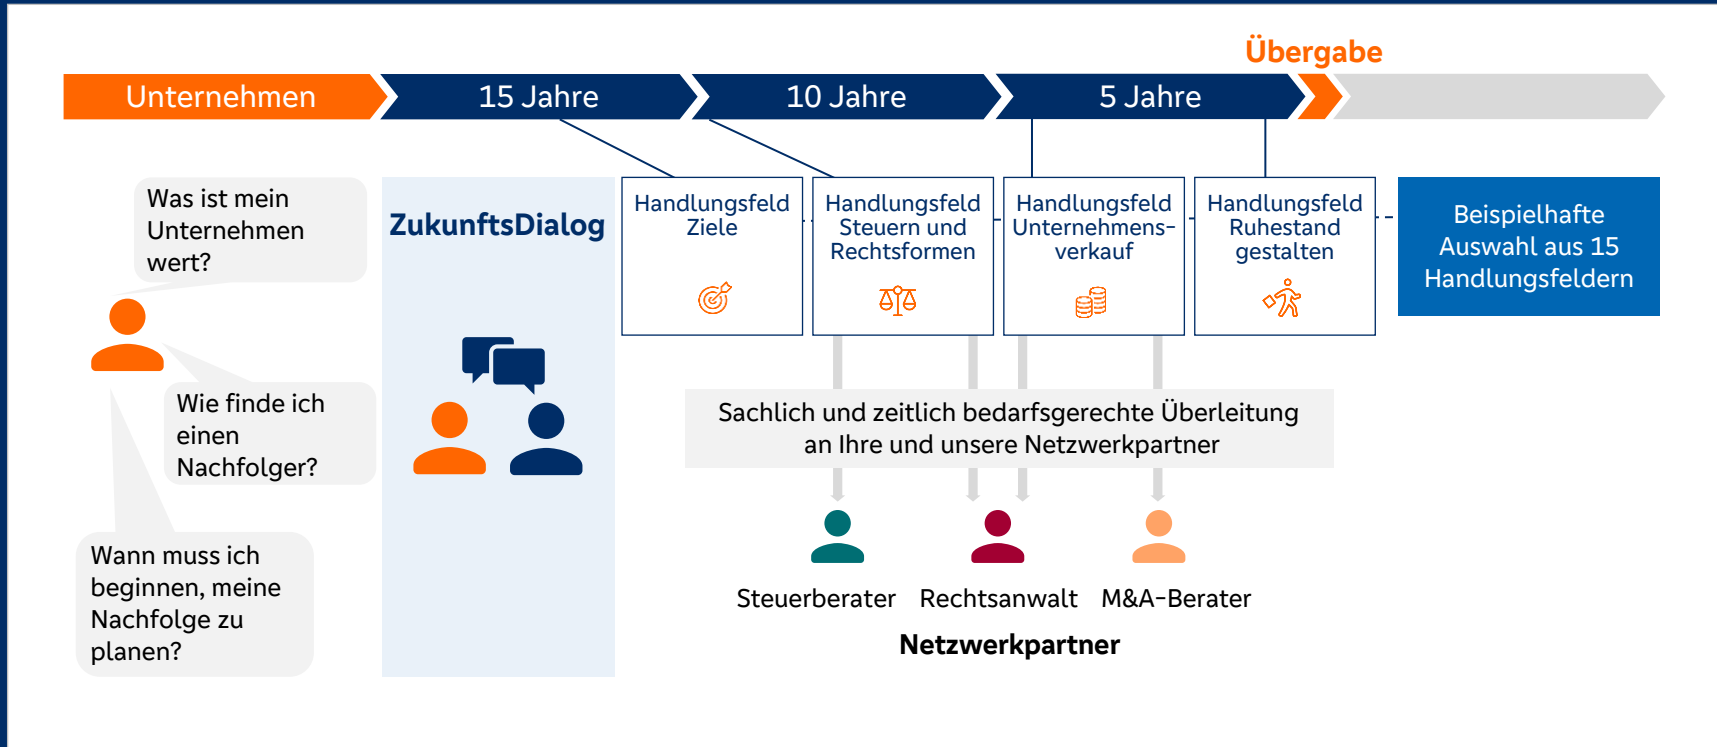 Übergabe
Unternehmen
15 Jahre
10 Jahre
5 Jahre
Was ist mein
Unternehmen
wert?
Wie finde ich
einen
Nachfolger?
Wann muss ich
beginnen, meine
Nachfolge zu
planen?
ZukunftsDialog
Handlungsfeld
Ziele
Handlungsfeld
Steuern und
Rechtsformen
Handlungsfeld
Unternehmens-
verkauf
Handlungsfeld
Ruhestand
gestalten
Beispielhafte
Auswahl aus 15
Handlungsfeldern
Sachlich und zeitlich bedarfsgerechte Überleitung
an Ihre und unsere Netzwerkpartner
Steuerberater
Rechtsanwalt
M&A-Berater
Netzwerkpartner